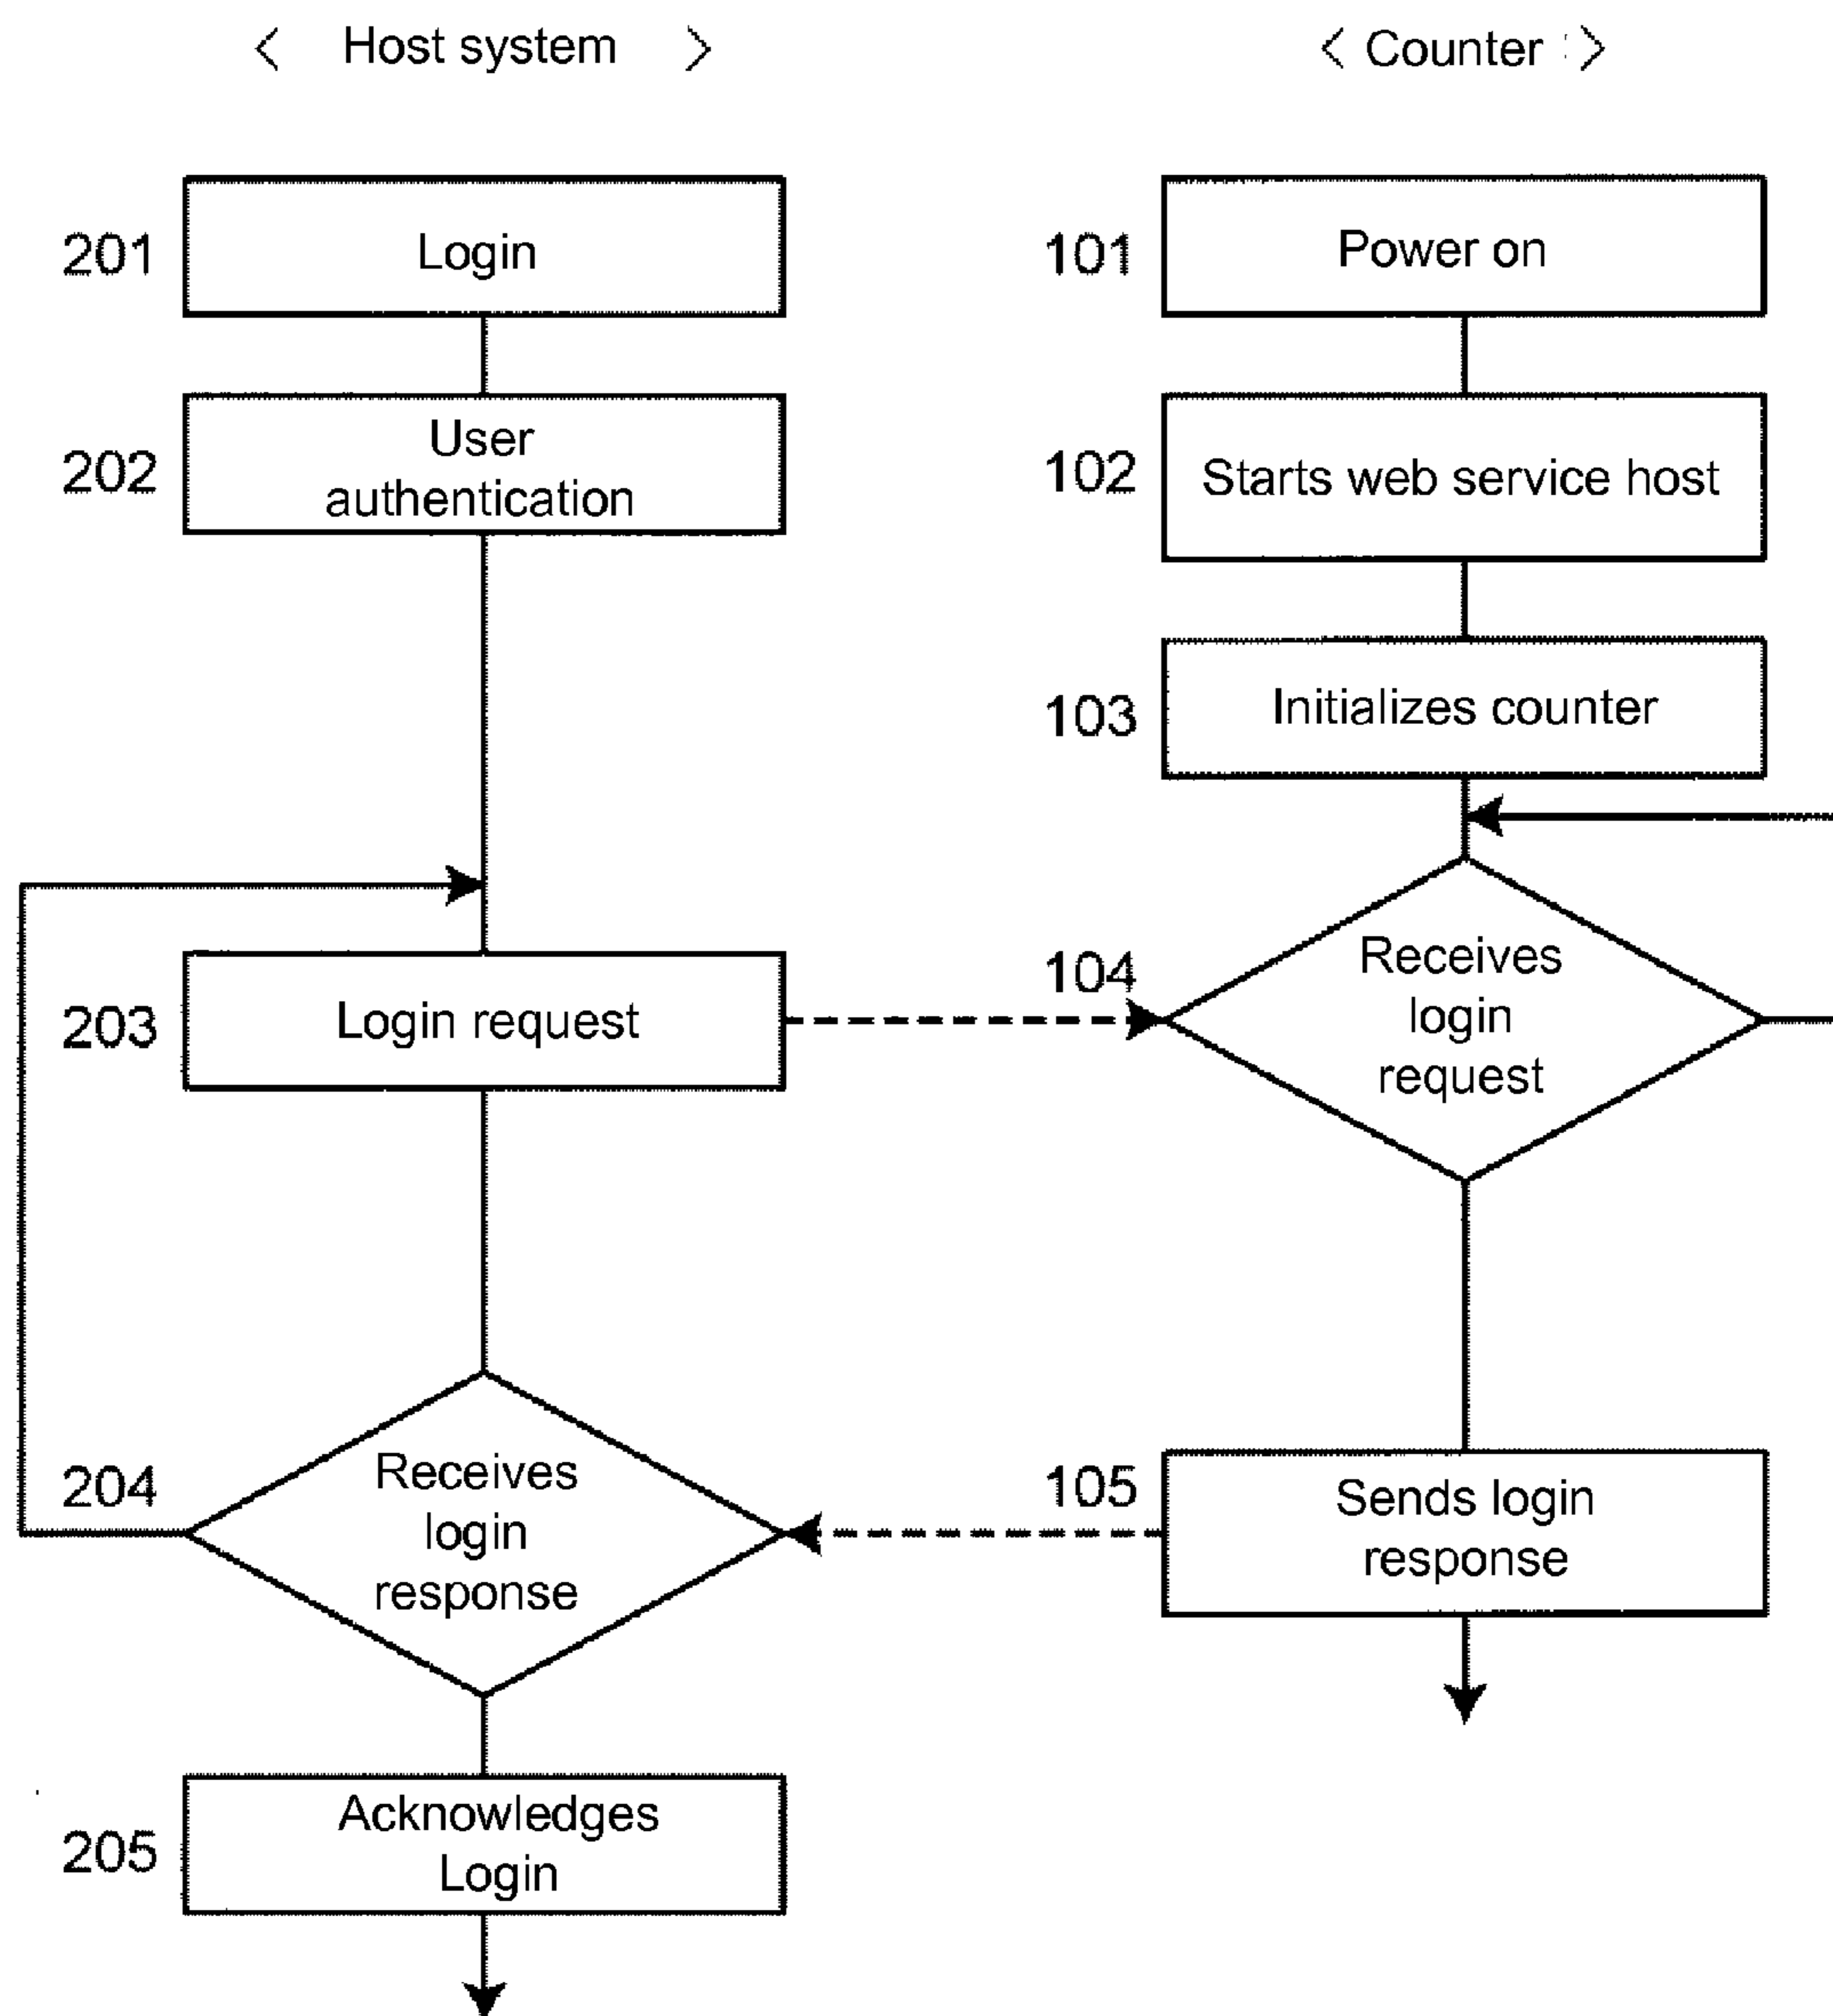 < Host system >
< Counter >
201
Login
101
Power on
202
User
authentication
102
Starts web service host
103
Initializes counter
203
Login request
104
Receives
login
request
204
Receives
login
response
105
Sends login
response
205
Acknowledges
Login